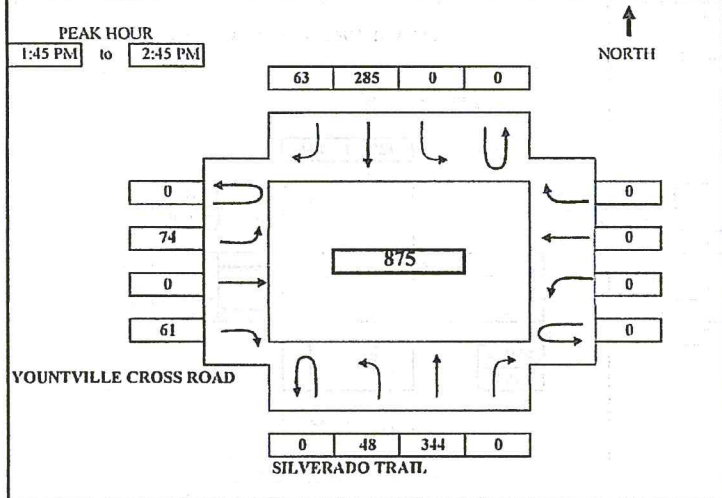 PEAK HOUR
1:45 PM to 2:45 PM
NORTH
63 285 0 0
0 0
74 0
875
0 0
61 0
YOUNTVILLE CROSS ROAD
0 48 344 0
SILVERADO TRAIL